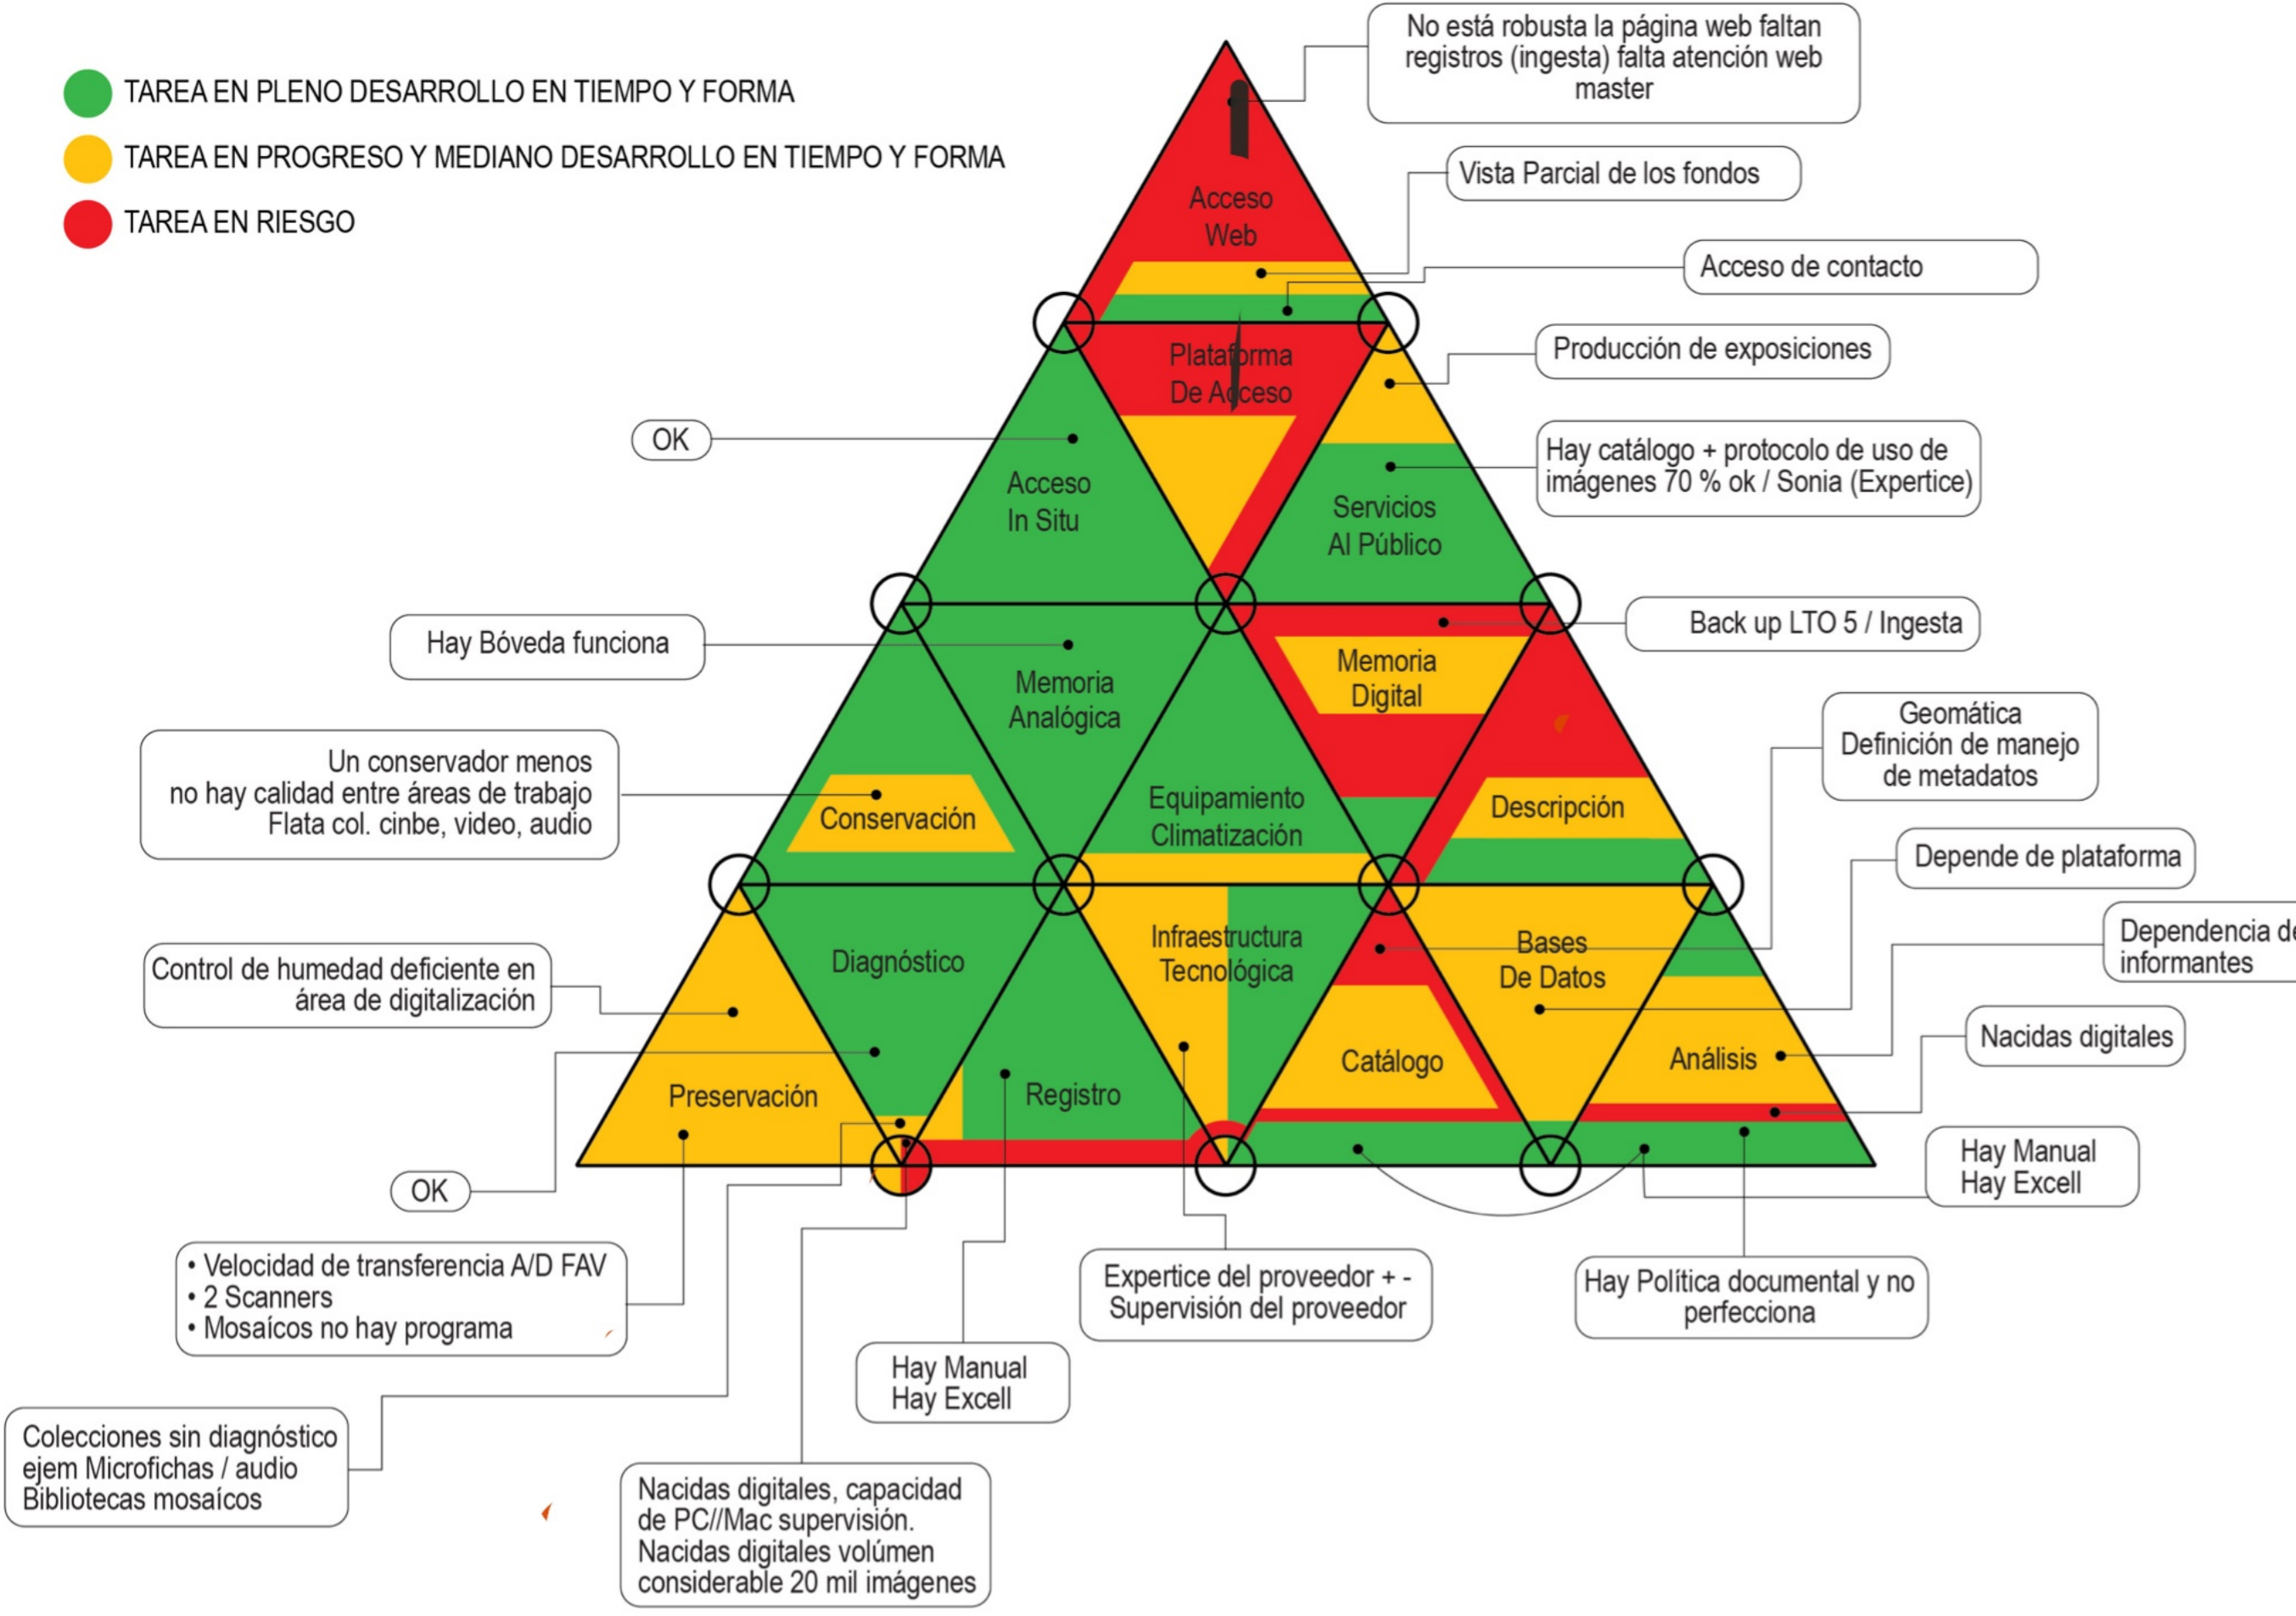 TAREA EN PLENO DESARROLLO EN TIEMPO Y FORMA
TAREA EN PROGRESO Y MEDIANO DESARROLLO EN TIEMPO Y FORMA
TAREA EN RIESGO
No está robusta la página web faltan
registros (ingesta) falta atención web
master
Vista Parcial de los fondos
Acceso de contacto
Producción de exposiciones
Hay catálogo + protocolo de uso de
imágenes 70 % ok / Sonia (Expertice)
Back up LTO 5 / Ingesta
Geomática
Definición de manejo
de metadatos
Depende de plataforma
Dependencia de
informantes
Nacidas digitales
Hay Manual
Hay Excell
Hay Política documental y no
perfecciona
Expertice del proveedor + -
Supervisión del proveedor
Hay Manual
Hay Excell
Nacidas digitales, capacidad
de PC//Mac supervisión.
Nacidas digitales volúmen
considerable 20 mil imágenes
Colecciones sin diagnóstico
ejem Microfichas / audio
Bibliotecas mosaícos
• Velocidad de transferencia A/D FAV
• 2 Scanners
• Mosaícos no hay programa
OK
Control de humedad deficiente en
área de digitalización
Un conservador menos
no hay calidad entre áreas de trabajo
Flata col. cinbe, video, audio
Hay Bóveda funciona
OK
Acceso
Web
Plataforma
De Acceso
Acceso
In Situ
Servicios
Al Público
Memoria
Analógica
Memoria
Digital
Conservación
Equipamiento
Climatización
Descripción
Diagnóstico
Infraestructura
Tecnológica
Bases
De Datos
Preservación
Registro
Catálogo
Análisis